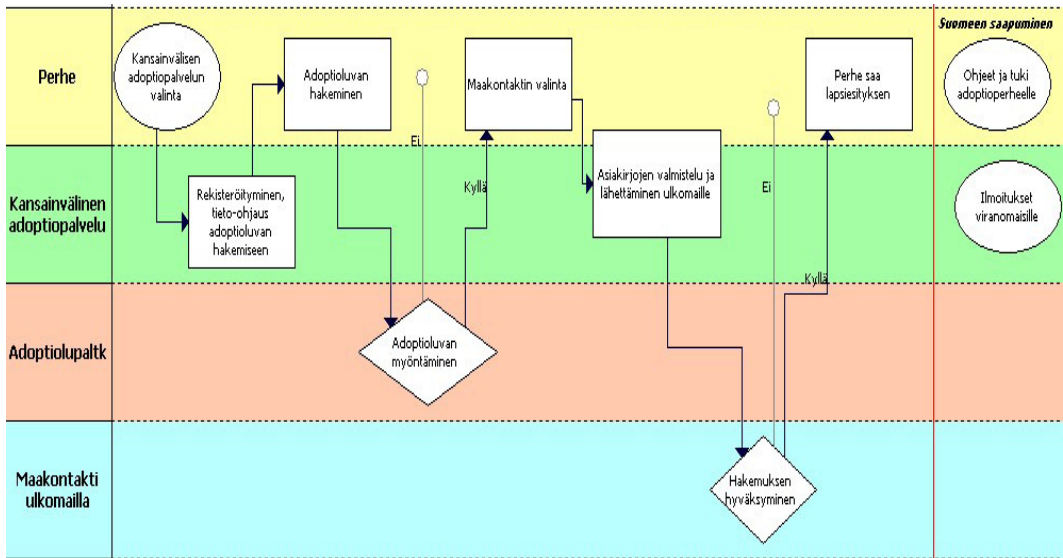 Suomeen saapuminen
Perhe
Kansainvälisen
adoptiopalvelun
valinta
Adoptioluvan
hakeminen
Ei
Maakontaktin valinta
Perhe saa
lapsiesityksen
Ohjeet ja tuki
adoptioperheelle
Kansainvälinen
adoptiopalvelu
Rekisteröityminen,
tieto-ohjaus
adoptioluvan
hakemiseen
Kyllä
Asiakirjojen valmistelu ja
lähettäminen ulkomaille
Ei
Kyllä
Ilmoitukset
viranomaisille
Adoptiolupaltk
Adoptioluvan
myöntäminen
Maakontakti
ulkomailla
Hakemuksen
hyväksyminen